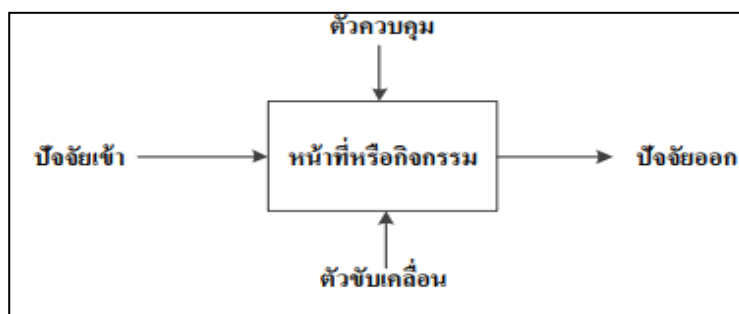 ตัวควบคุม
ปัจจัยเข้า
หน้าที่หรือกิจกรรม
ปัจจัยออก
ตัวขับเคลื่อน